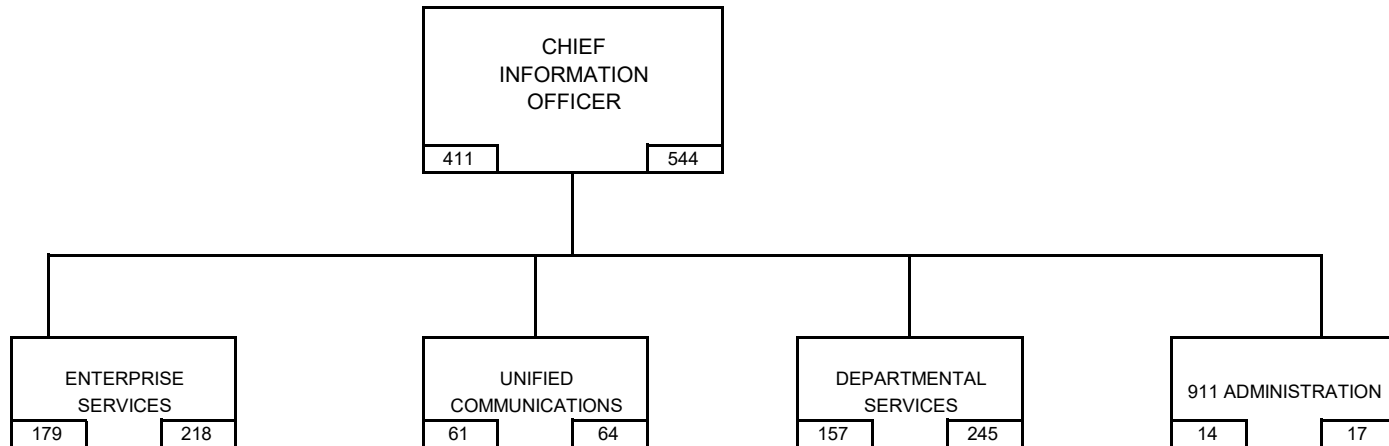 CHIEF
INFORMATION
OFFICER
411 544
ENTERPRISE
SERVICES
179 218
UNIFIED
COMMUNICATIONS
61 64
DEPARTMENTAL
SERVICES
157 245
911 ADMINISTRATION
14 17